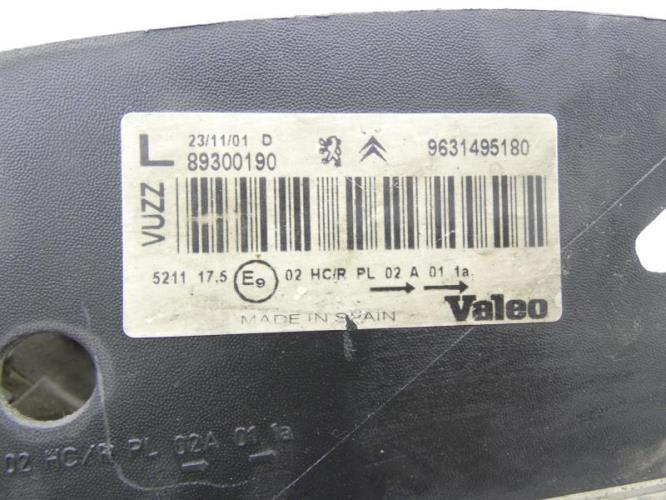 L 23/11/01 D
89300190 9631495180
VUZZ
5211 17.5 E9 02 HC/R PL 02 A 01 1a
MADE IN SPAIN Valeo
02 HC/R PL 02A 01 1a